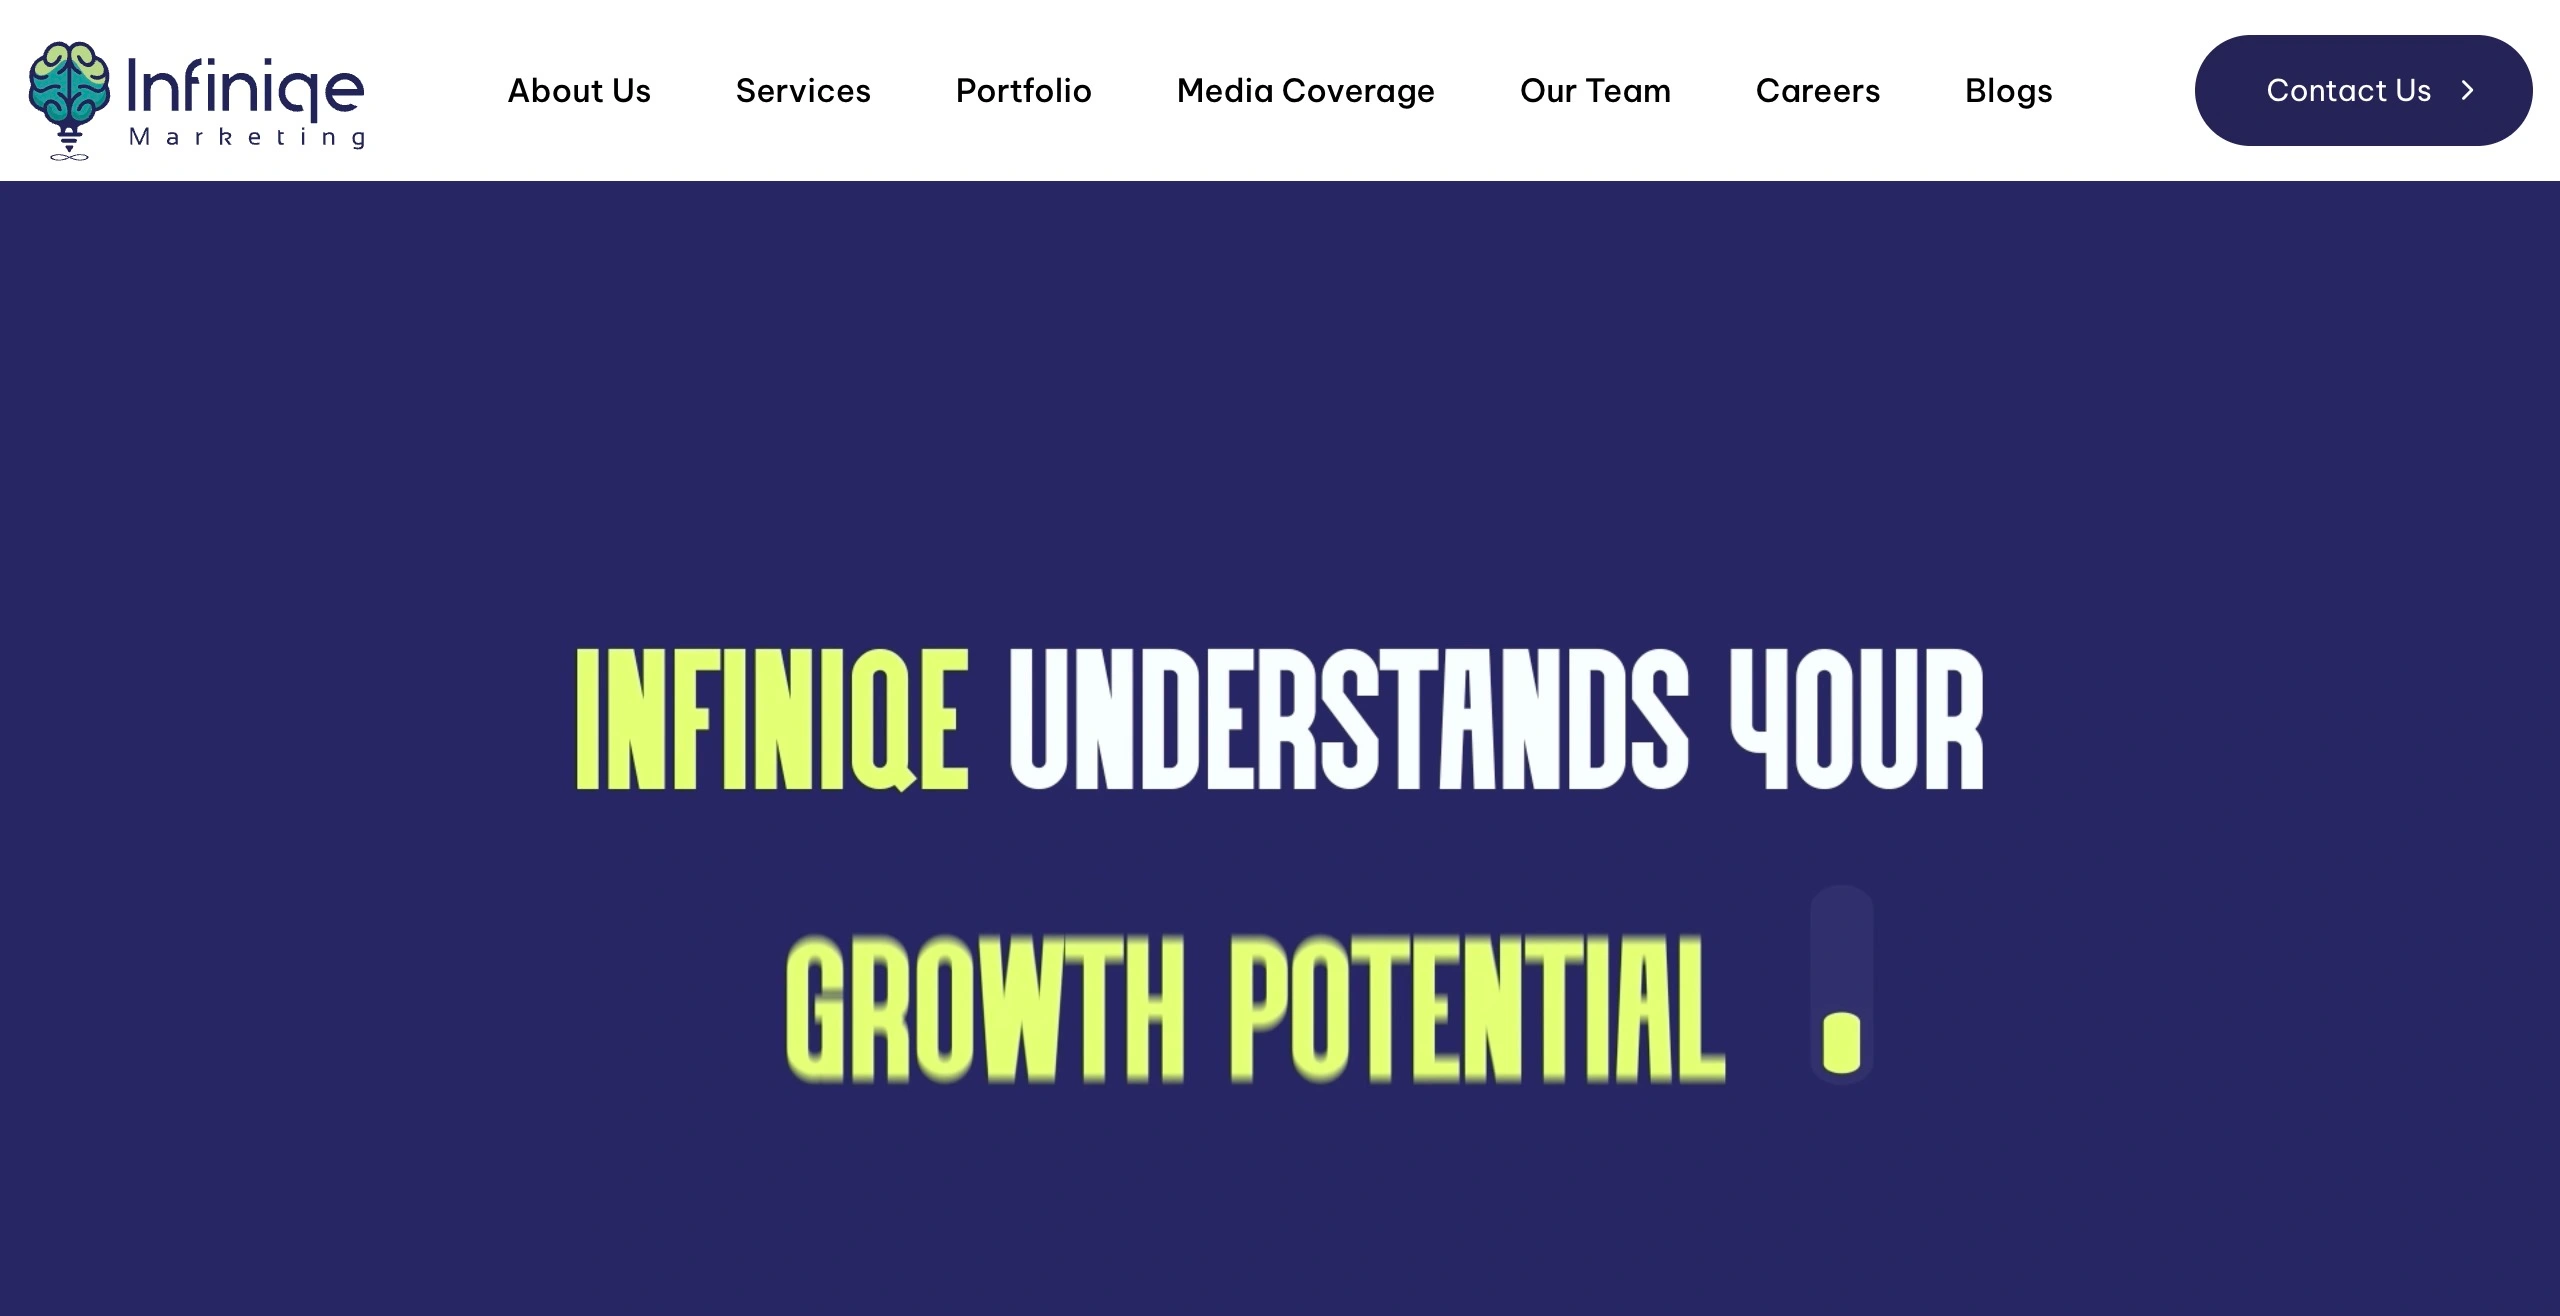 Infiniqe
Marketing
About Us
Services
Portfolio
Media Coverage
Our Team
Careers
Blogs
Contact Us
INFINIQE UNDERSTANDS YOUR
GROWTH POTENTIAL